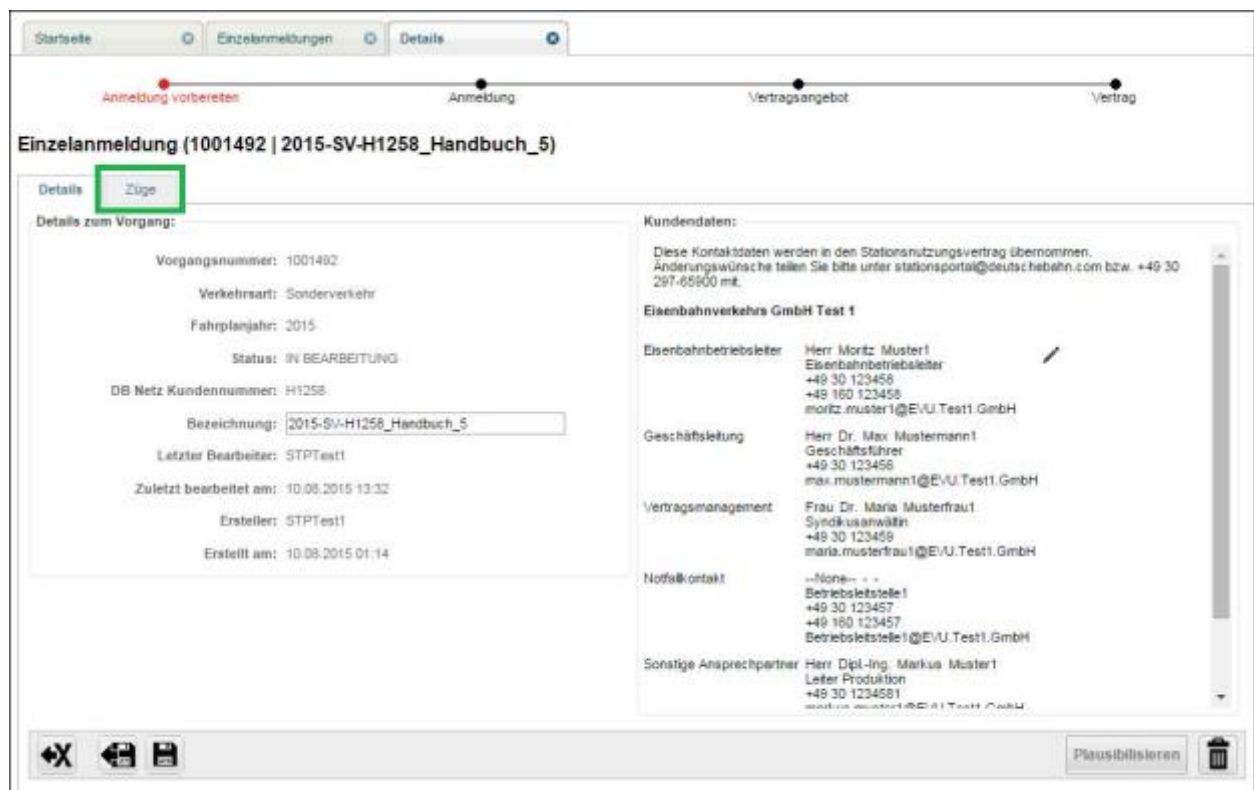 Startseite
Einzelanmeldungen
Details
Anmeldung vorbereiten
Anmeldung
Vertragsangebot
Vertrag
Einzelanmeldung (1001492 | 2015-SV-H1258_Handbuch_5)
Details
Züge
Details zum Vorgang:
Vorgangsnummer: 1001492
Verkehrsart: Sonderverkehr
Fahrplanjahr: 2015
Status: IN BEARBEITUNG
DB Netz Kundennummer: H1258
Bezeichnung: 2015-SV-H1258_Handbuch_5
Letzter Bearbeiter: STPTest1
Zuletzt bearbeitet am: 10.08.2015 13:32
Ersteller: STPTest1
Erstellt am: 10.08.2015 01:14
Kundendaten:
Diese Kontaktdaten werden in den Stationsnutzungsvertrag übernommen.
Änderungswünsche teilen Sie bitte unter stationsportal@deutschebahn.com bzw. +49 30
297-65900 mit.
Eisenbahnverkehrs GmbH Test 1
Eisenbahnbetriebsleiter Herr Moritz Muster1
Eisenbahnbetriebsleiter
+49 30 123458
+49 160 123458
moritz.muster1@EVU.Test1.GmbH
Geschäftsleitung Herr Dr. Max Mustermann1
Geschäftsführer
+49 30 123456
max.mustermann1@EVU.Test1.GmbH
Vertragsmanagement Frau Dr. Maria Musterfrau1
Syndikusanwältin
+49 30 123459
maria.musterfrau1@EVU.Test1.GmbH
Notfallkontakt --None-- - -
Betriebsleitstelle1
+49 30 123457
+49 160 123457
Betriebsleitstelle1@EVU.Test1.GmbH
Sonstige Ansprechpartner Herr Dipl.-Ing. Markus Muster1
Leiter Produktion
+49 30 1234581
markus.muster1@EVU.Test1.GmbH
Plausibilisieren